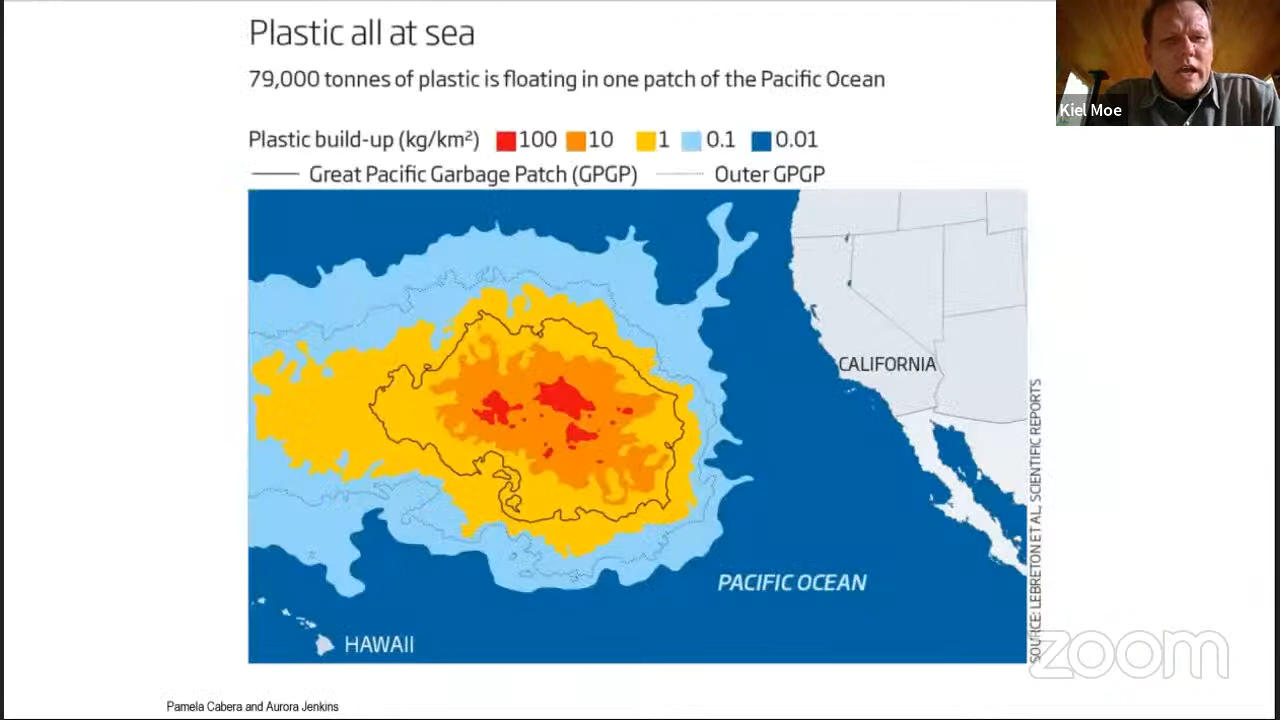 Plastic all at sea
79,000 tonnes of plastic is floating in one patch of the Pacific Ocean
Plastic build-up (kg/km²) 100 10 1 0.1 0.01
Great Pacific Garbage Patch (GPGP) Outer GPGP
Kiel Moe
CALIFORNIA
PACIFIC OCEAN
HAWAII
SOURCE: LEBRETON ET AL, SCIENTIFIC REPORTS
zoom
Pamela Cabera and Aurora Jenkins